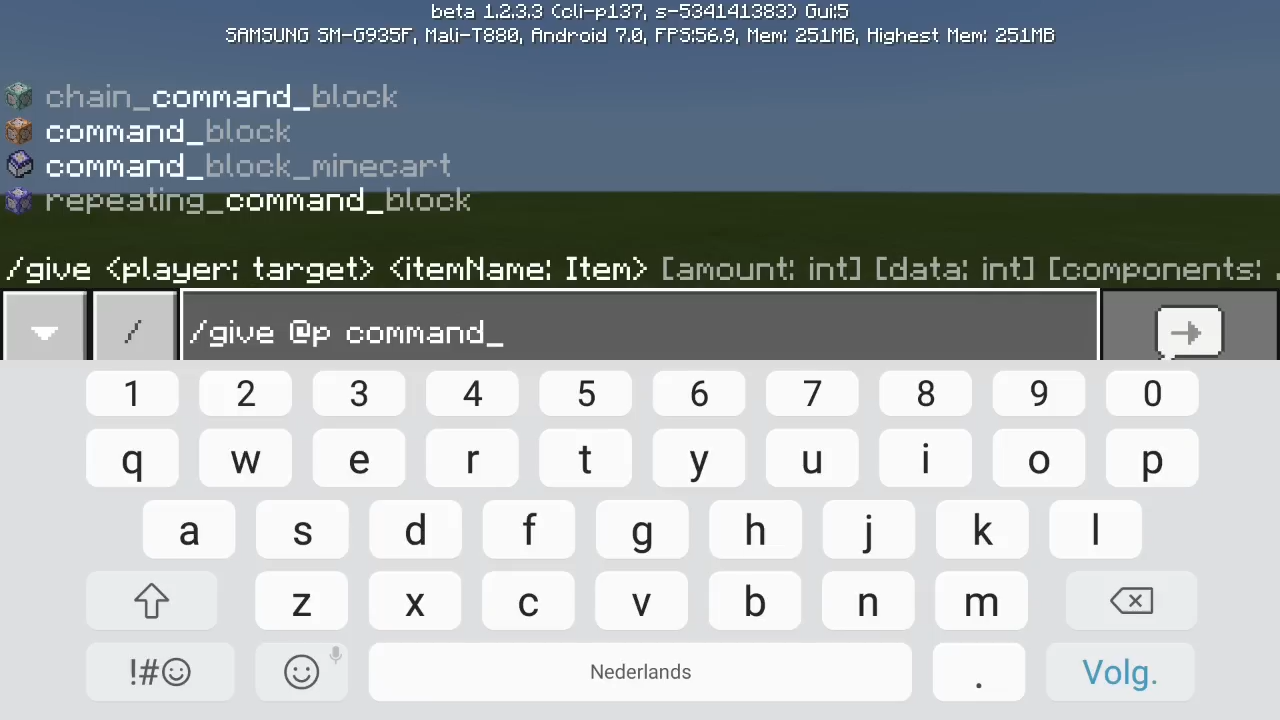 beta 1.2.3.3 (cli-p137, s-534141383) Gui:5
SAMSUNG SM-G935F, Mali-T880, Android 7.0, FPS:56.9, Mem: 251MB, Highest Mem: 251MB
chain_command_block
command_block
command_block_minecart
repeating_command_block
/give <player: target> <itemName: Item> [amount: int] [data: int] [components: .
/
/give @p command_
1 2 3 4 5 6 7 8 9 0
q w e r t y u i o p
a s d f g h j k l
z x c v b n m
!#☺ Nederlands . Volg.